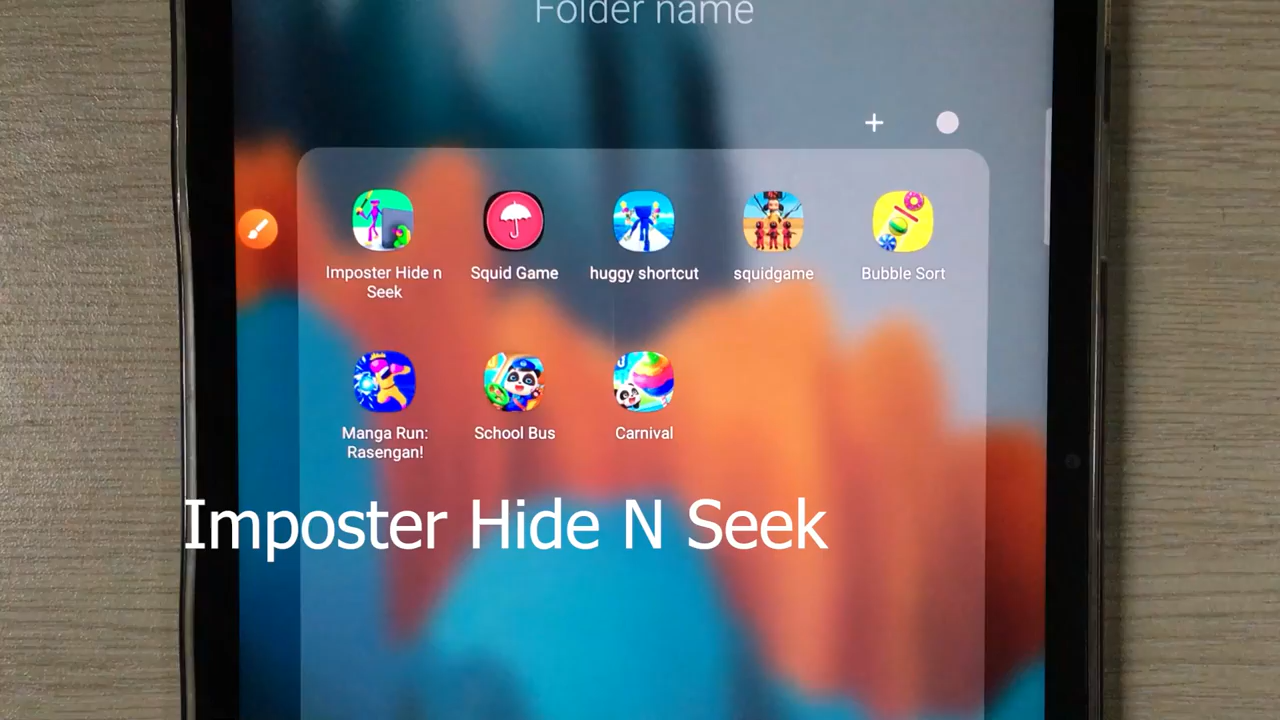 Folder name
Imposter Hide n
Seek
Squid Game
huggy shortcut
squidgame
Bubble Sort
Manga Run:
Rasengan!
School Bus
Carnival
Imposter Hide N Seek